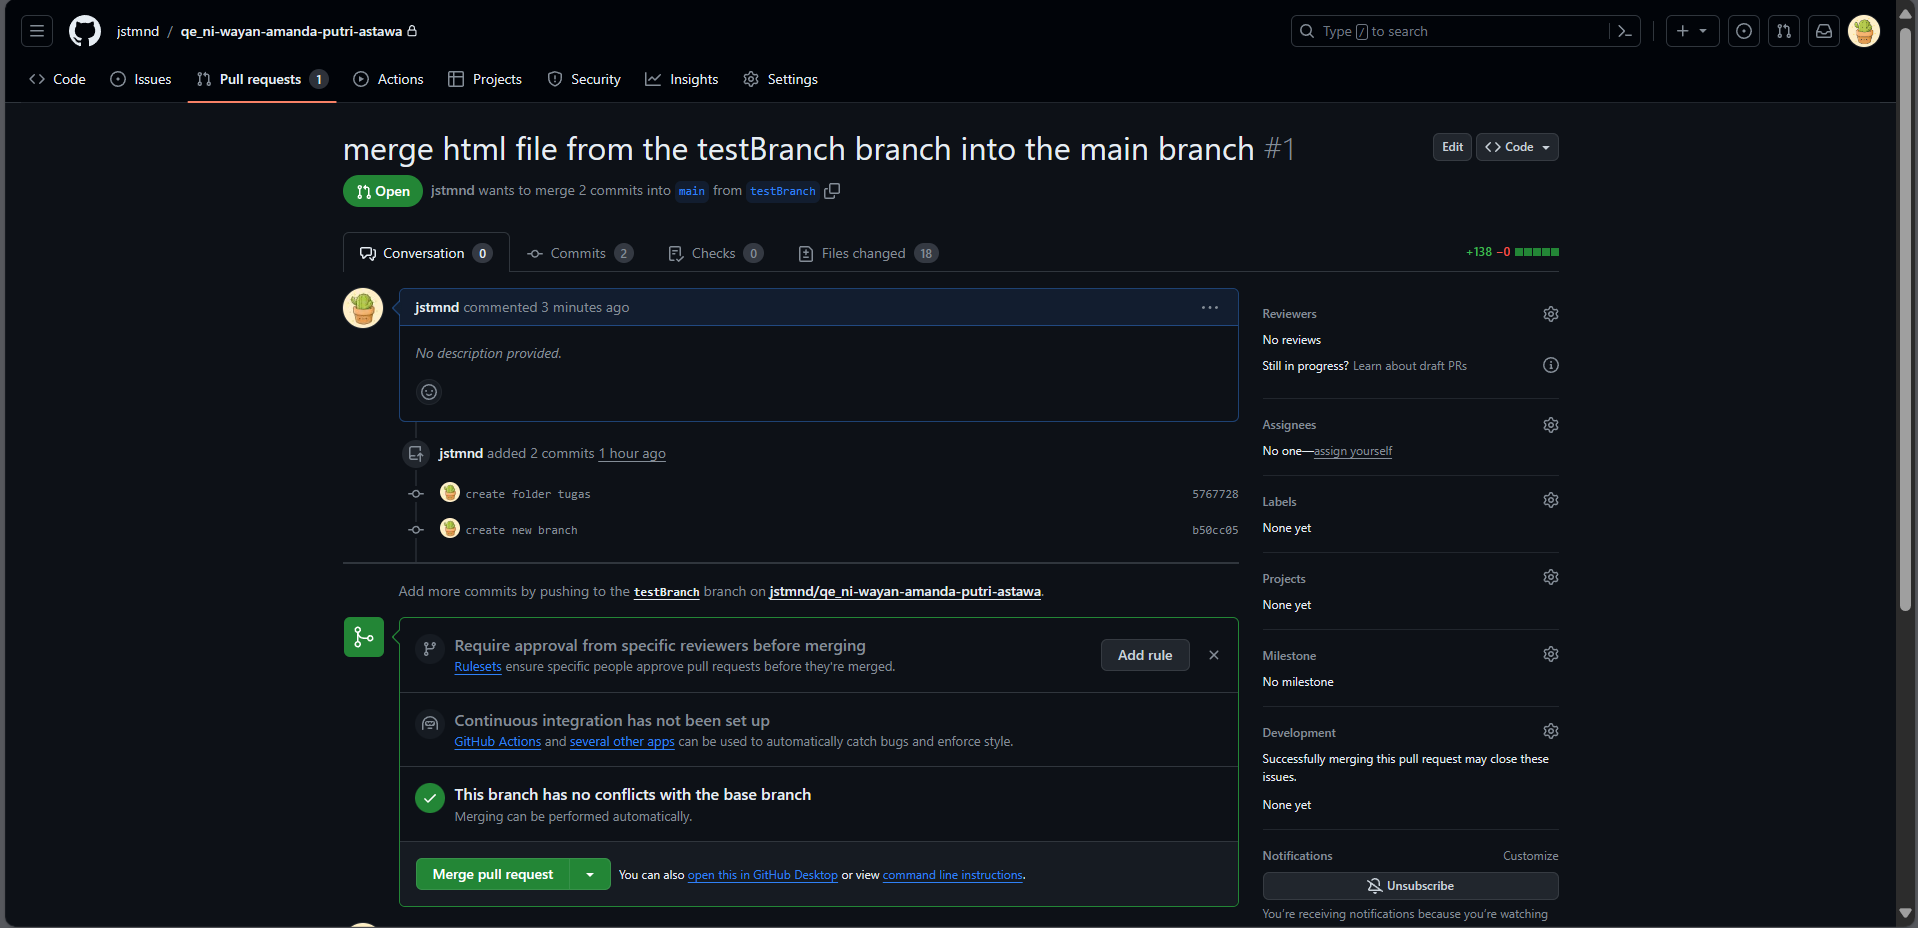 jstmnd / qe_ni-wayan-amanda-putri-astawa
Type / to search
Code Issues Pull requests 1 Actions Projects Security Insights Settings
merge html file from the testBranch branch into the main branch #1
Edit
Code
Open jstmnd wants to merge 2 commits into main from testBranch
Conversation 0 Commits 2 Checks 0 Files changed 18
+138 −0
jstmnd commented 3 minutes ago
No description provided.
jstmnd added 2 commits 1 hour ago
create folder tugas 5767728
create new branch b50cc05
Add more commits by pushing to the testBranch branch on jstmnd/qe_ni-wayan-amanda-putri-astawa.
Require approval from specific reviewers before merging
Rulesets ensure specific people approve pull requests before they're merged.
Add rule
Continuous integration has not been set up
GitHub Actions and several other apps can be used to automatically catch bugs and enforce style.
This branch has no conflicts with the base branch
Merging can be performed automatically.
Merge pull request
You can also open this in GitHub Desktop or view command line instructions.
Reviewers
No reviews
Still in progress? Learn about draft PRs
Assignees
No one—assign yourself
Labels
None yet
Projects
None yet
Milestone
No milestone
Development
Successfully merging this pull request may close these
issues.
None yet
Notifications Customize
Unsubscribe
You're receiving notifications because you're watching